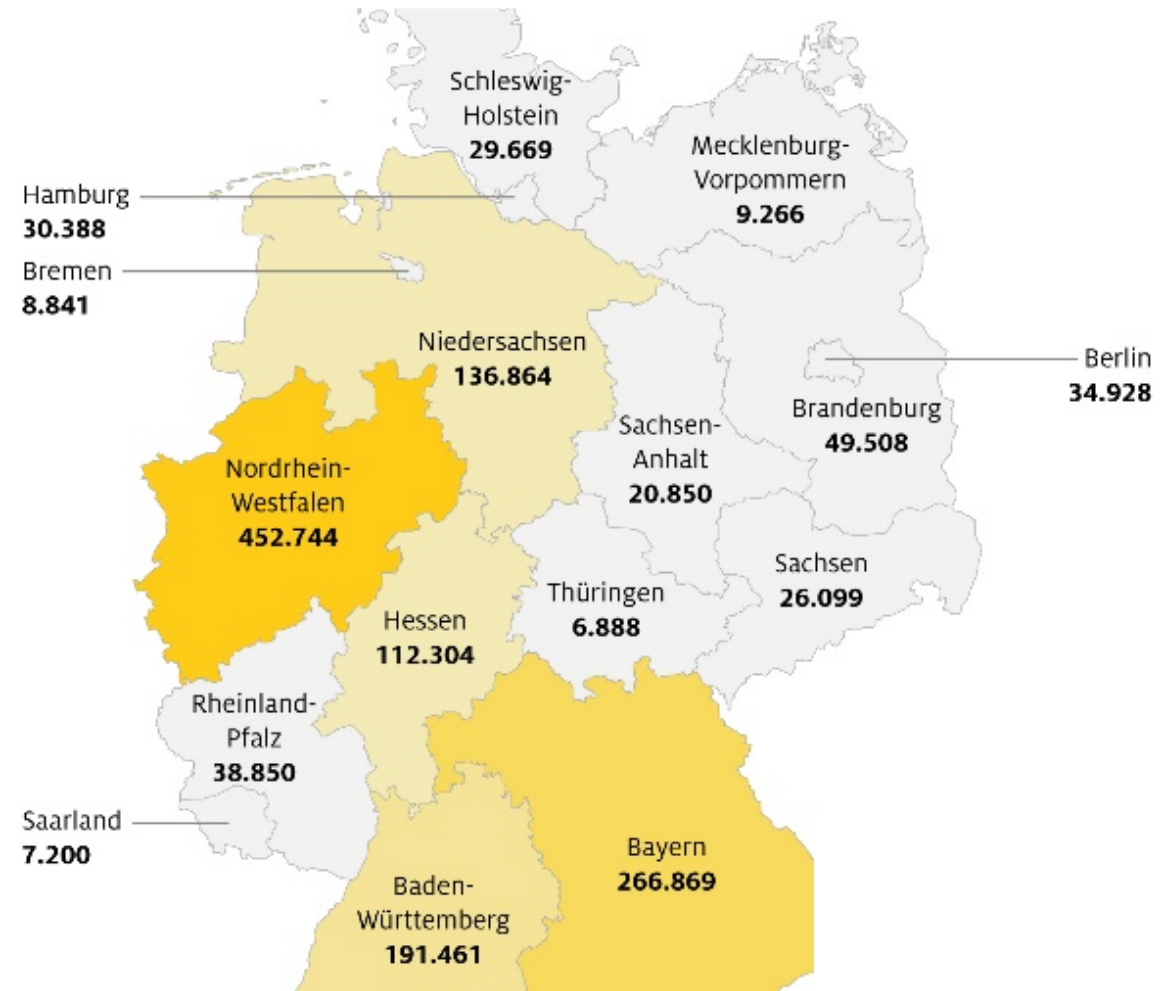 Schleswig-
Holstein
29.669
Mecklenburg-
Vorpommern
9.266
Hamburg
30.388
Bremen
8.841
Niedersachsen
136.864
Berlin
34.928
Brandenburg
49.508
Sachsen-
Anhalt
20.850
Nordrhein-
Westfalen
452.744
Sachsen
26.099
Thüringen
6.888
Hessen
112.304
Rheinland-
Pfalz
38.850
Saarland
7.200
Bayern
266.869
Baden-
Württemberg
191.461